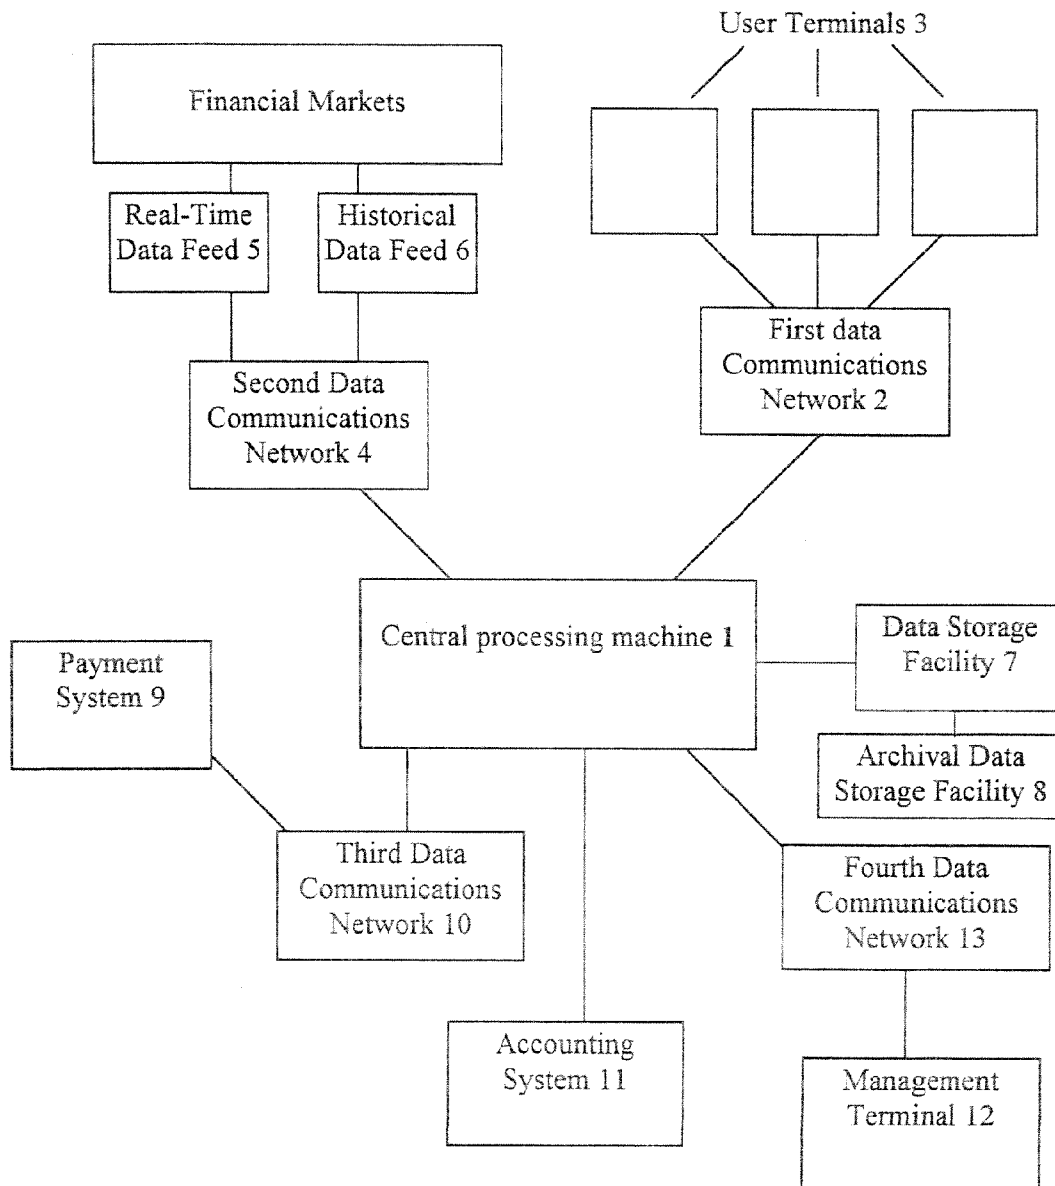 User Terminals 3
Financial Markets
Real-Time
Data Feed 5
Historical
Data Feed 6
First data
Communications
Network 2
Second Data
Communications
Network 4
Central processing machine 1
Data Storage
Facility 7
Payment
System 9
Archival Data
Storage Facility 8
Third Data
Communications
Network 10
Fourth Data
Communications
Network 13
Accounting
System 11
Management
Terminal 12